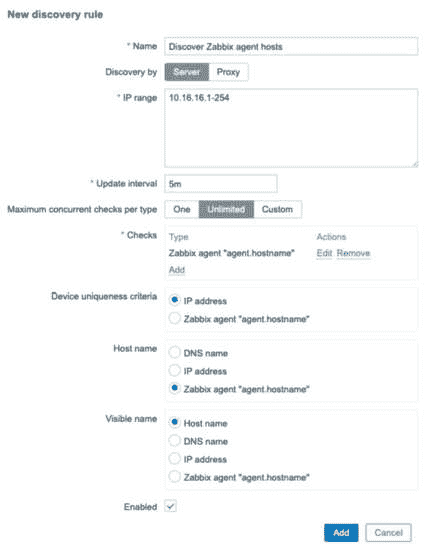 New discovery rule
* Name Discover Zabbix agent hosts
Discovery by Server Proxy
* IP range 10.16.16.1-254
* Update interval 5m
Maximum concurrent checks per type One Unlimited Custom
* Checks Type Actions
Zabbix agent "agent.hostname" Edit Remove
Add
Device uniqueness criteria IP address
Zabbix agent "agent.hostname"
Host name DNS name
IP address
Zabbix agent "agent.hostname"
Visible name Host name
DNS name
IP address
Zabbix agent "agent.hostname"
Enabled
Add Cancel